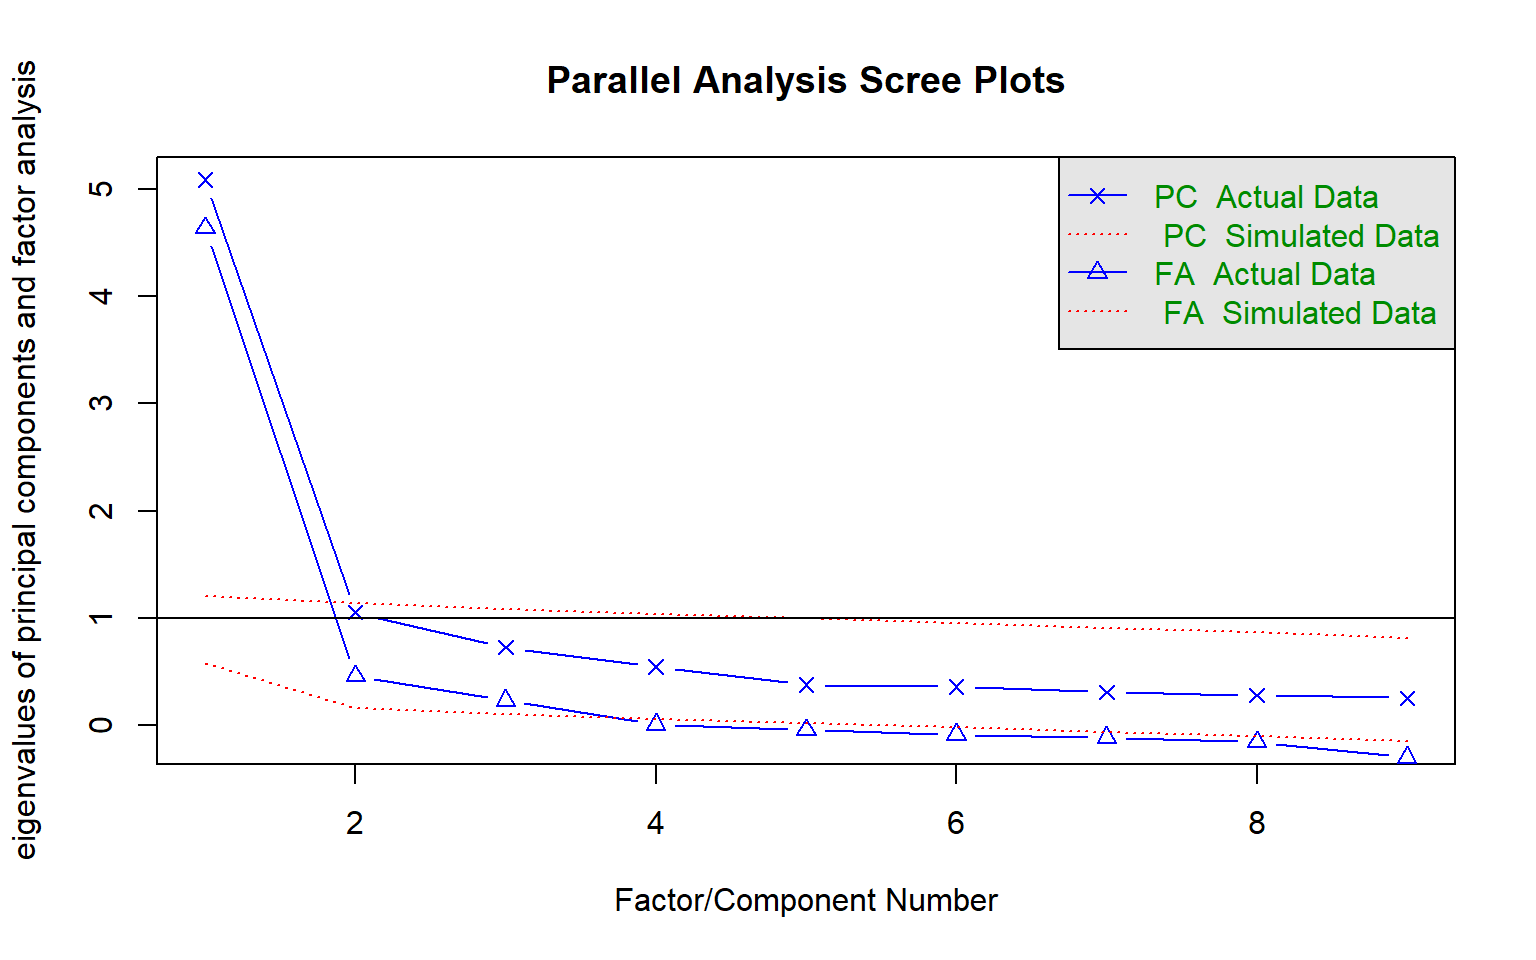 Parallel Analysis Scree Plots
eigenvalues of principal components and factor analysis
5
4
3
2
1
0
PC Actual Data
PC Simulated Data
FA Actual Data
FA Simulated Data
2 4 6 8
Factor/Component Number